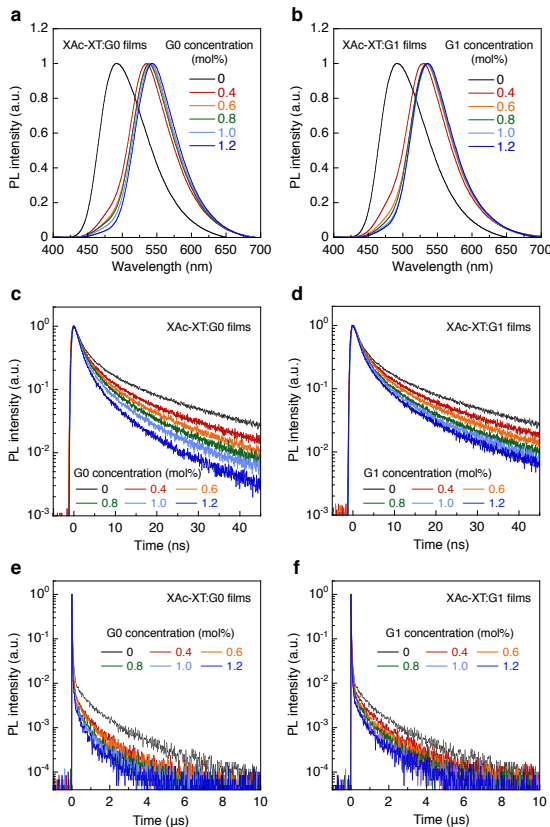 a
XAc-XT:G0 films
G0 concentration
(mol%)
0
0.4
0.6
0.8
1.0
1.2
PL intensity (a.u.)
1.2
1
0.8
0.6
0.4
0.2
0
400 450 500 550 600 650 700
Wavelength (nm)
b
XAc-XT:G1 films
G1 concentration
(mol%)
0
0.4
0.6
0.8
1.0
1.2
PL intensity (a.u.)
1.2
1
0.8
0.6
0.4
0.2
0
400 450 500 550 600 650 700
Wavelength (nm)
c
XAc-XT:G0 films
PL intensity (a.u.)
10⁰
10⁻¹
10⁻²
10⁻³
G0 concentration (mol%)
0 0.4 0.6
0.8 1.0 1.2
0 10 20 30 40
Time (ns)
d
XAc-XT:G1 films
PL intensity (a.u.)
10⁰
10⁻¹
10⁻²
10⁻³
G1 concentration (mol%)
0 0.4 0.6
0.8 1.0 1.2
0 10 20 30 40
Time (ns)
e
XAc-XT:G0 films
G0 concentration (mol%)
0 0.4 0.6
0.8 1.0 1.2
PL intensity (a.u.)
10⁰
10⁻¹
10⁻²
10⁻³
10⁻⁴
0 2 4 6 8 10
Time (µs)
f
XAc-XT:G1 films
G1 concentration (mol%)
0 0.4 0.6
0.8 1.0 1.2
PL intensity (a.u.)
10⁰
10⁻¹
10⁻²
10⁻³
10⁻⁴
0 2 4 6 8 10
Time (µs)